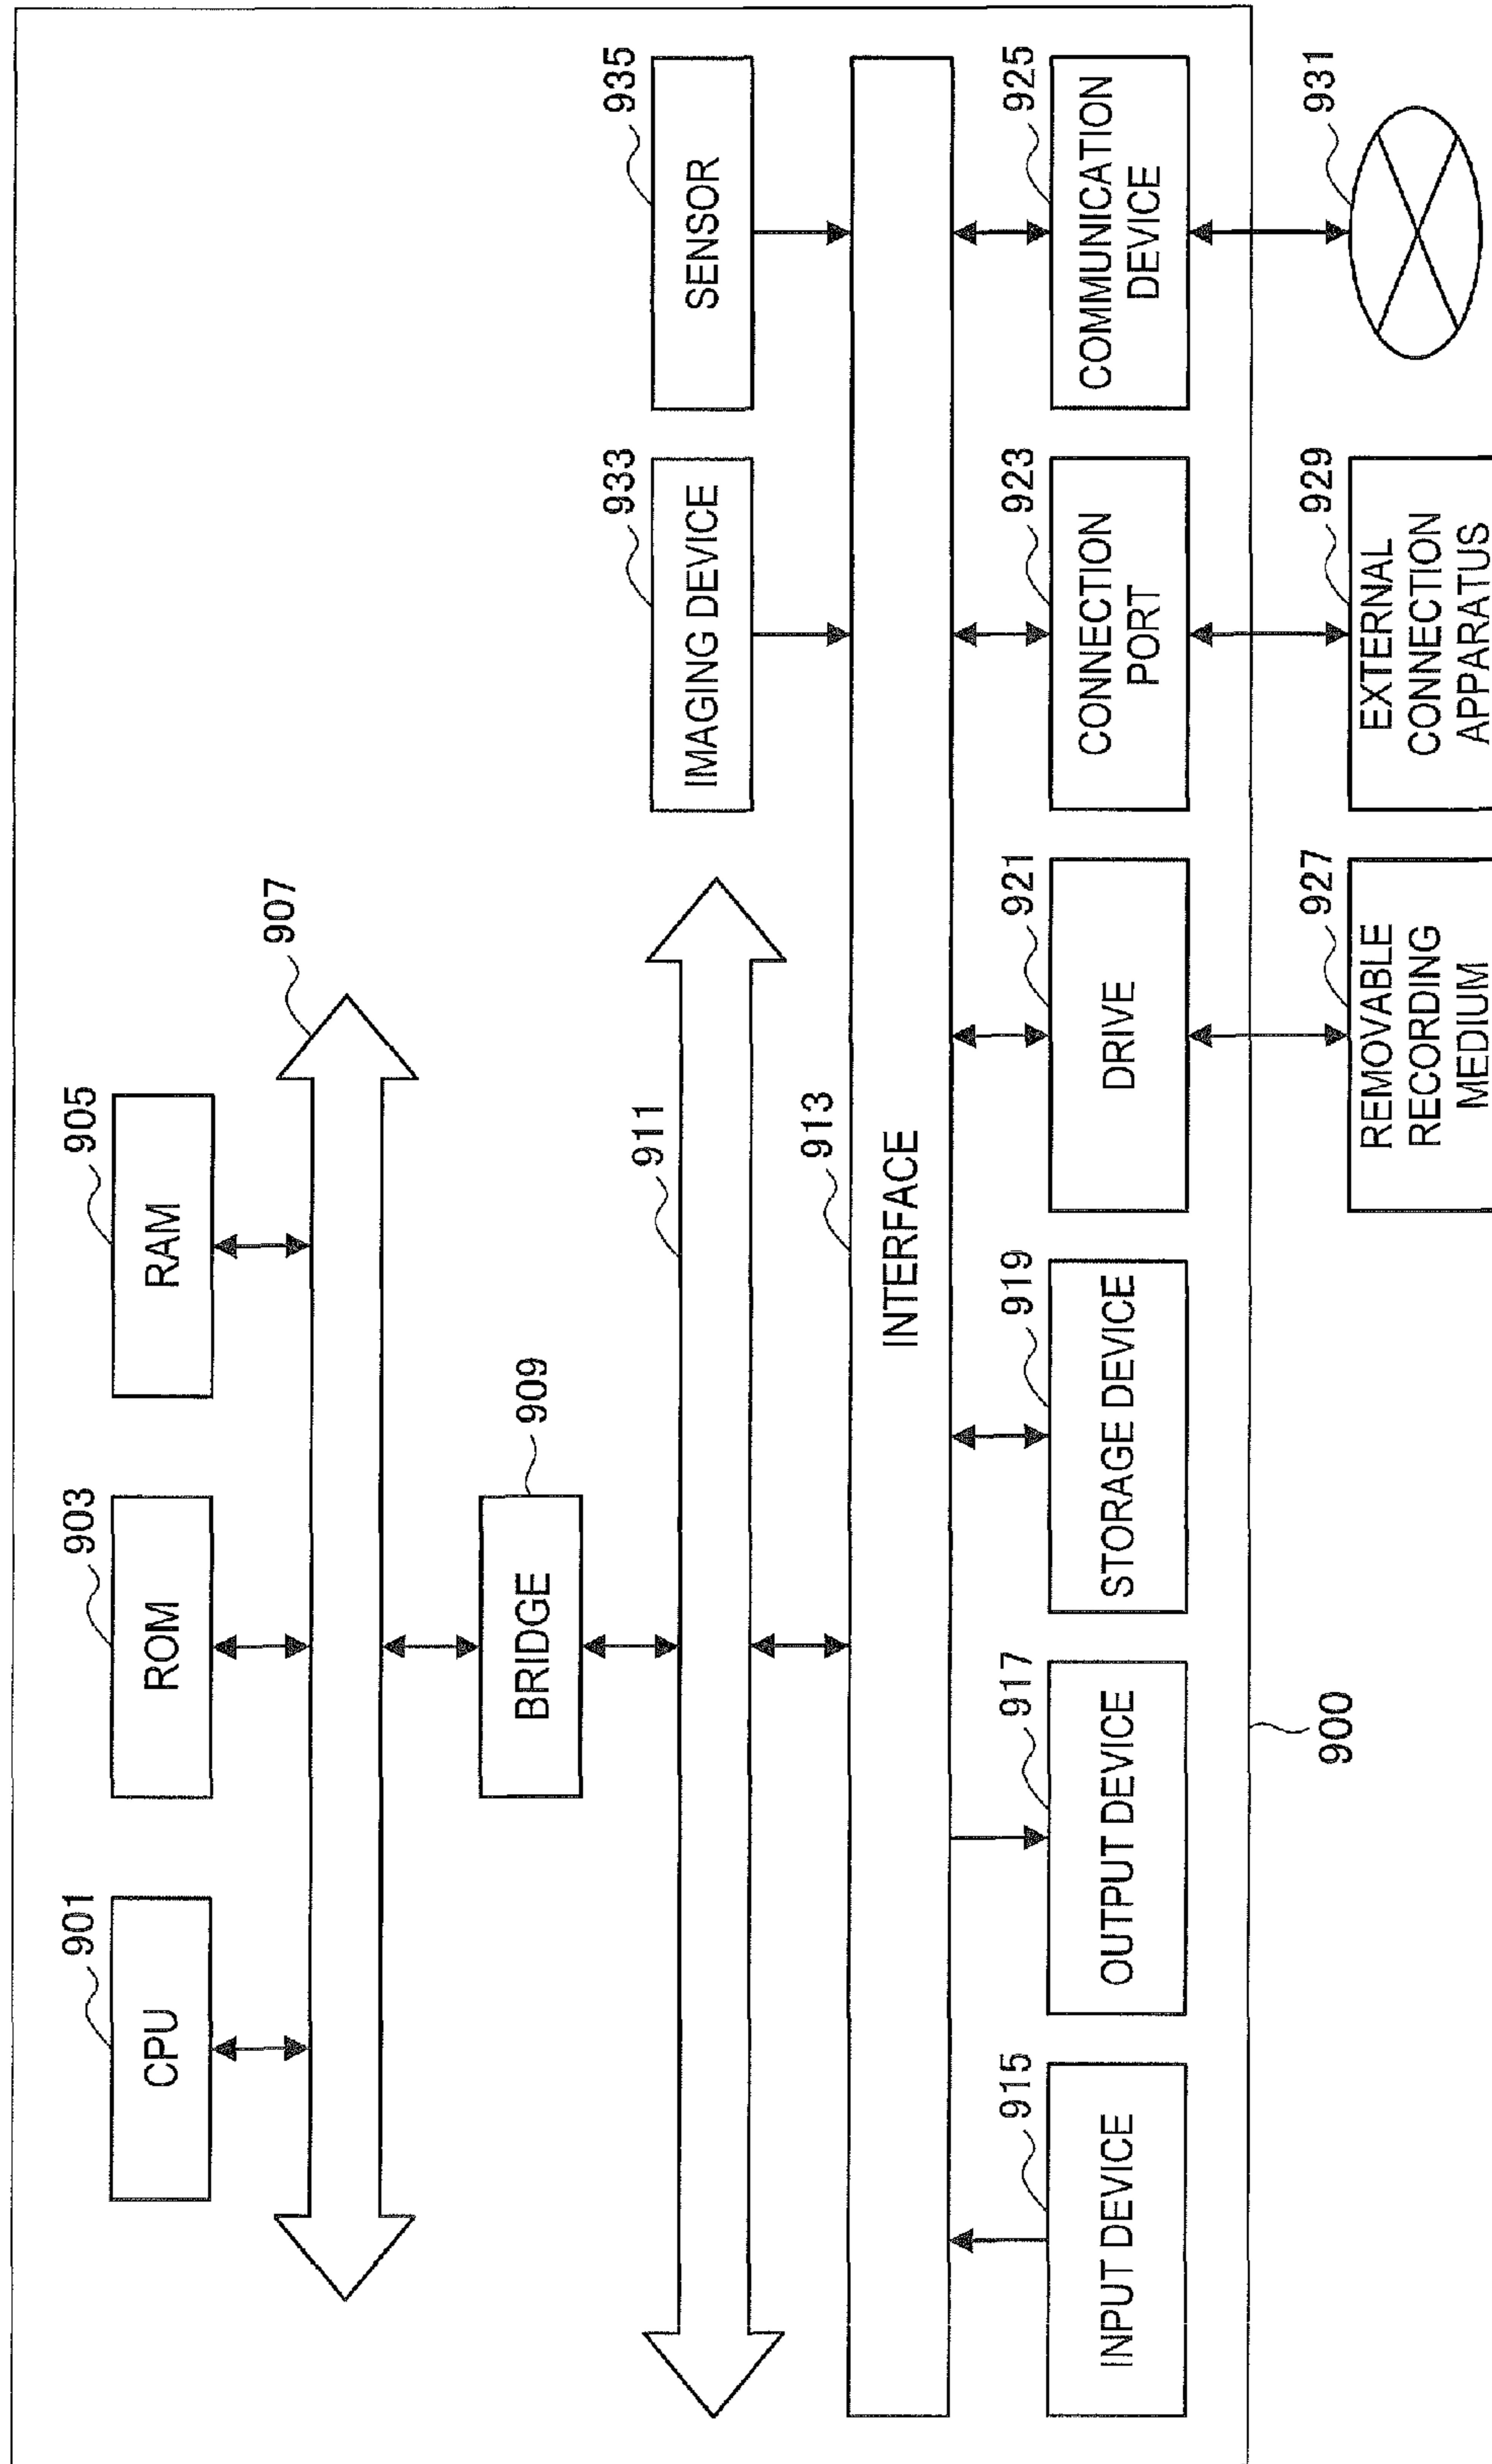 901
CPU
903
ROM
905
RAM
907
909
BRIDGE
911
933
IMAGING DEVICE
935
SENSOR
913
INTERFACE
915
INPUT DEVICE
917
OUTPUT DEVICE
919
STORAGE DEVICE
921
DRIVE
923
CONNECTION
PORT
925
COMMUNICATION
DEVICE
900
927
REMOVABLE
RECORDING
MEDIUM
929
EXTERNAL
CONNECTION
APPARATUS
931